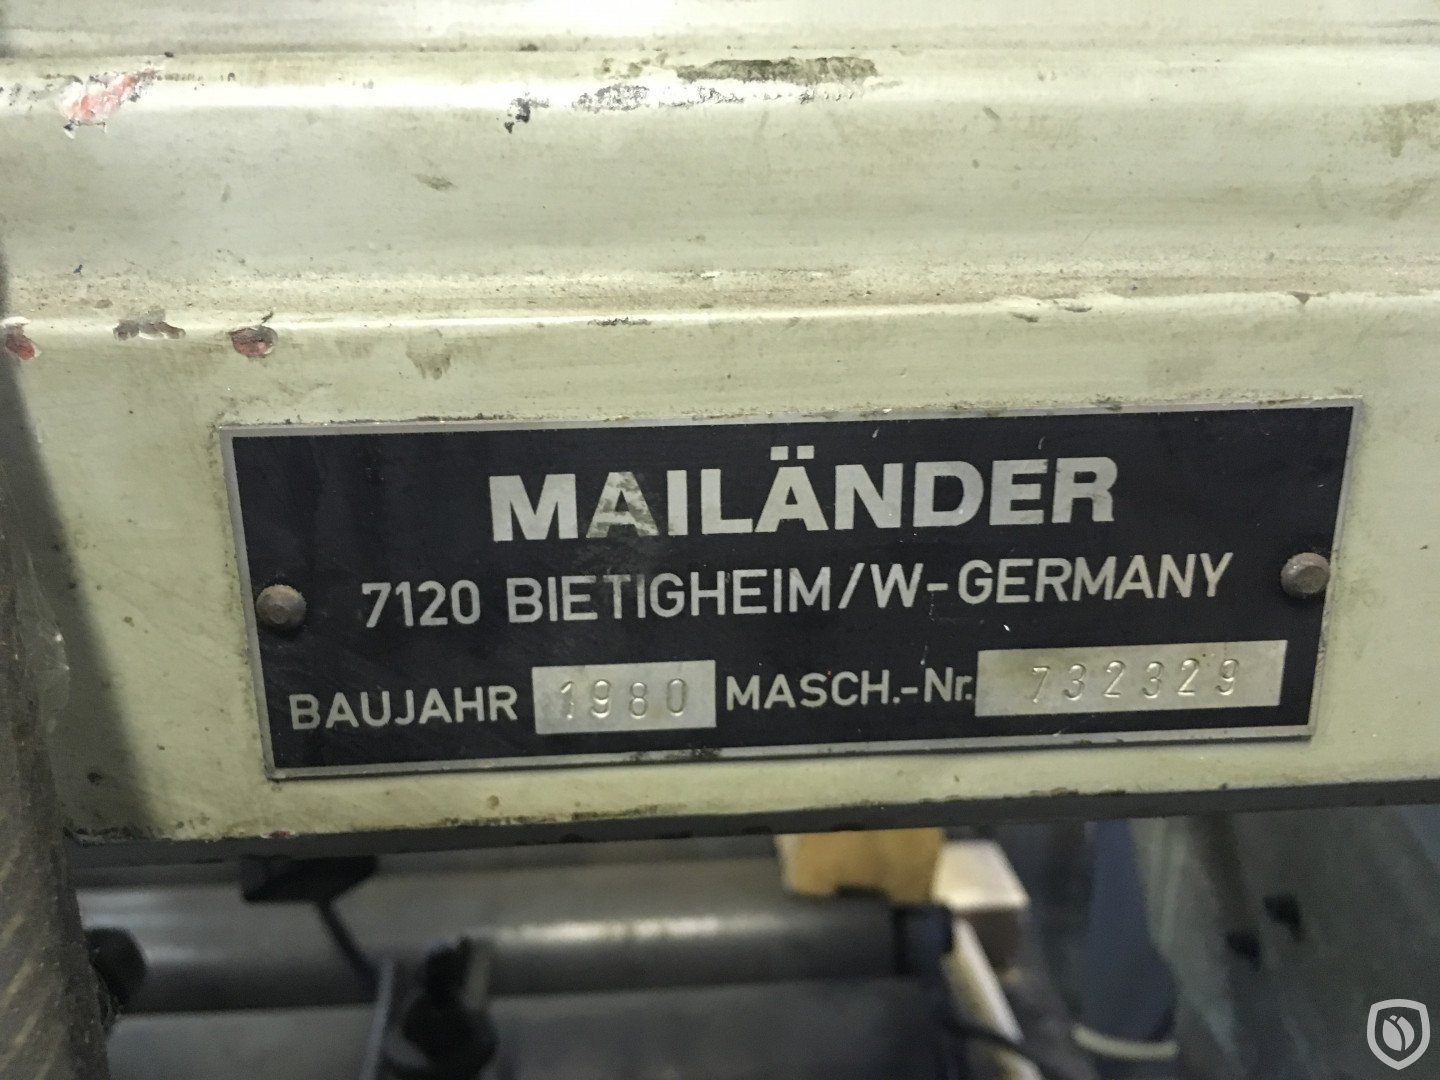 MAILÄNDER
7120 BIETIGHEIM/W-GERMANY
BAUJAHR 1980 MASCH.-Nr. 732329